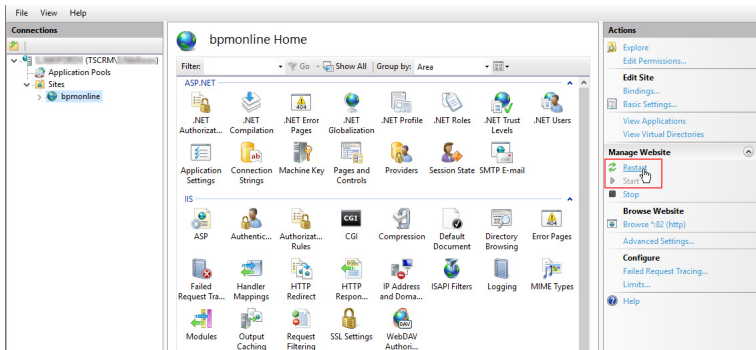 File View Help
Connections
(TSCRM\
Application Pools
Sites
bpmonline
bpmonline Home
Filter: Go Show All Group by: Area
ASP.NET
.NET Authorizat...
.NET Compilation
.NET Error Pages
.NET Globalization
.NET Profile
.NET Roles
.NET Trust Levels
.NET Users
Application Settings
Connection Strings
Machine Key
Pages and Controls
Providers
Session State
SMTP E-mail
IIS
ASP
Authentic...
Authorizat... Rules
CGI
Compression
Default Document
Directory Browsing
Error Pages
Failed Request Tra...
Handler Mappings
HTTP Redirect
HTTP Respon...
IP Address and Doma...
ISAPI Filters
Logging
MIME Types
Modules
Output Caching
Request Filtering
SSL Settings
WebDAV Authori...
Actions
Explore
Edit Permissions...
Edit Site
Bindings...
Basic Settings...
View Applications
View Virtual Directories
Manage Website
Restart
Start
Stop
Browse Website
Browse *:82 (http)
Advanced Settings...
Configure
Failed Request Tracing...
Limits...
Help